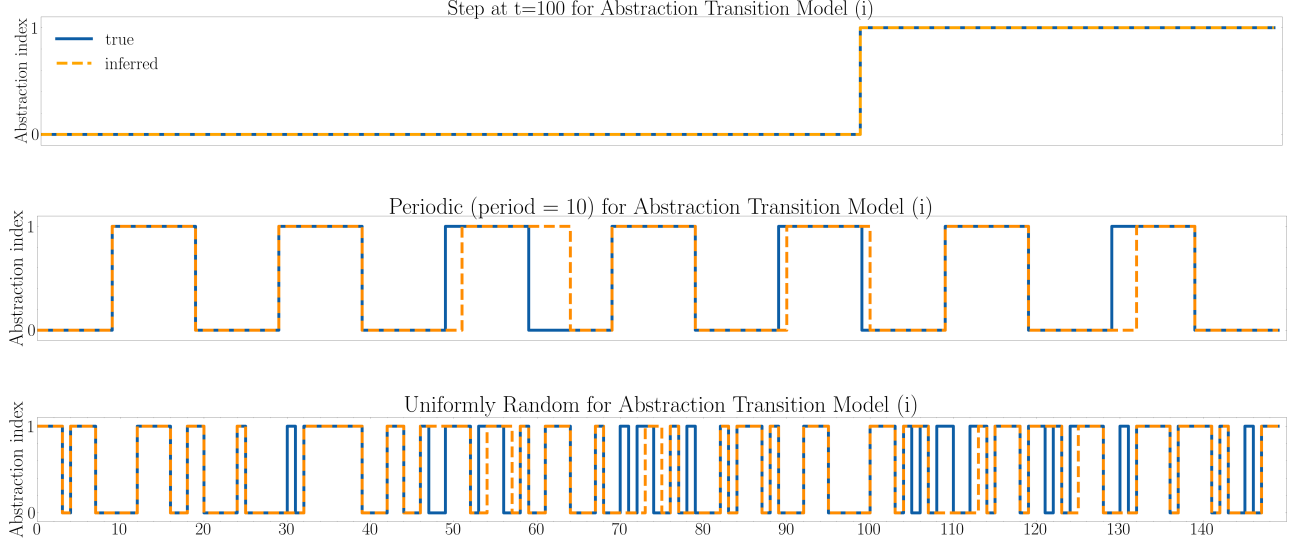 Step at t=100 for Abstraction Transition Model (i)
Abstraction index
1
0
true
inferred
Periodic (period = 10) for Abstraction Transition Model (i)
Abstraction index
1
0
Uniformly Random for Abstraction Transition Model (i)
Abstraction index
1
0
0 10 20 30 40 50 60 70 80 90 100 110 120 130 140